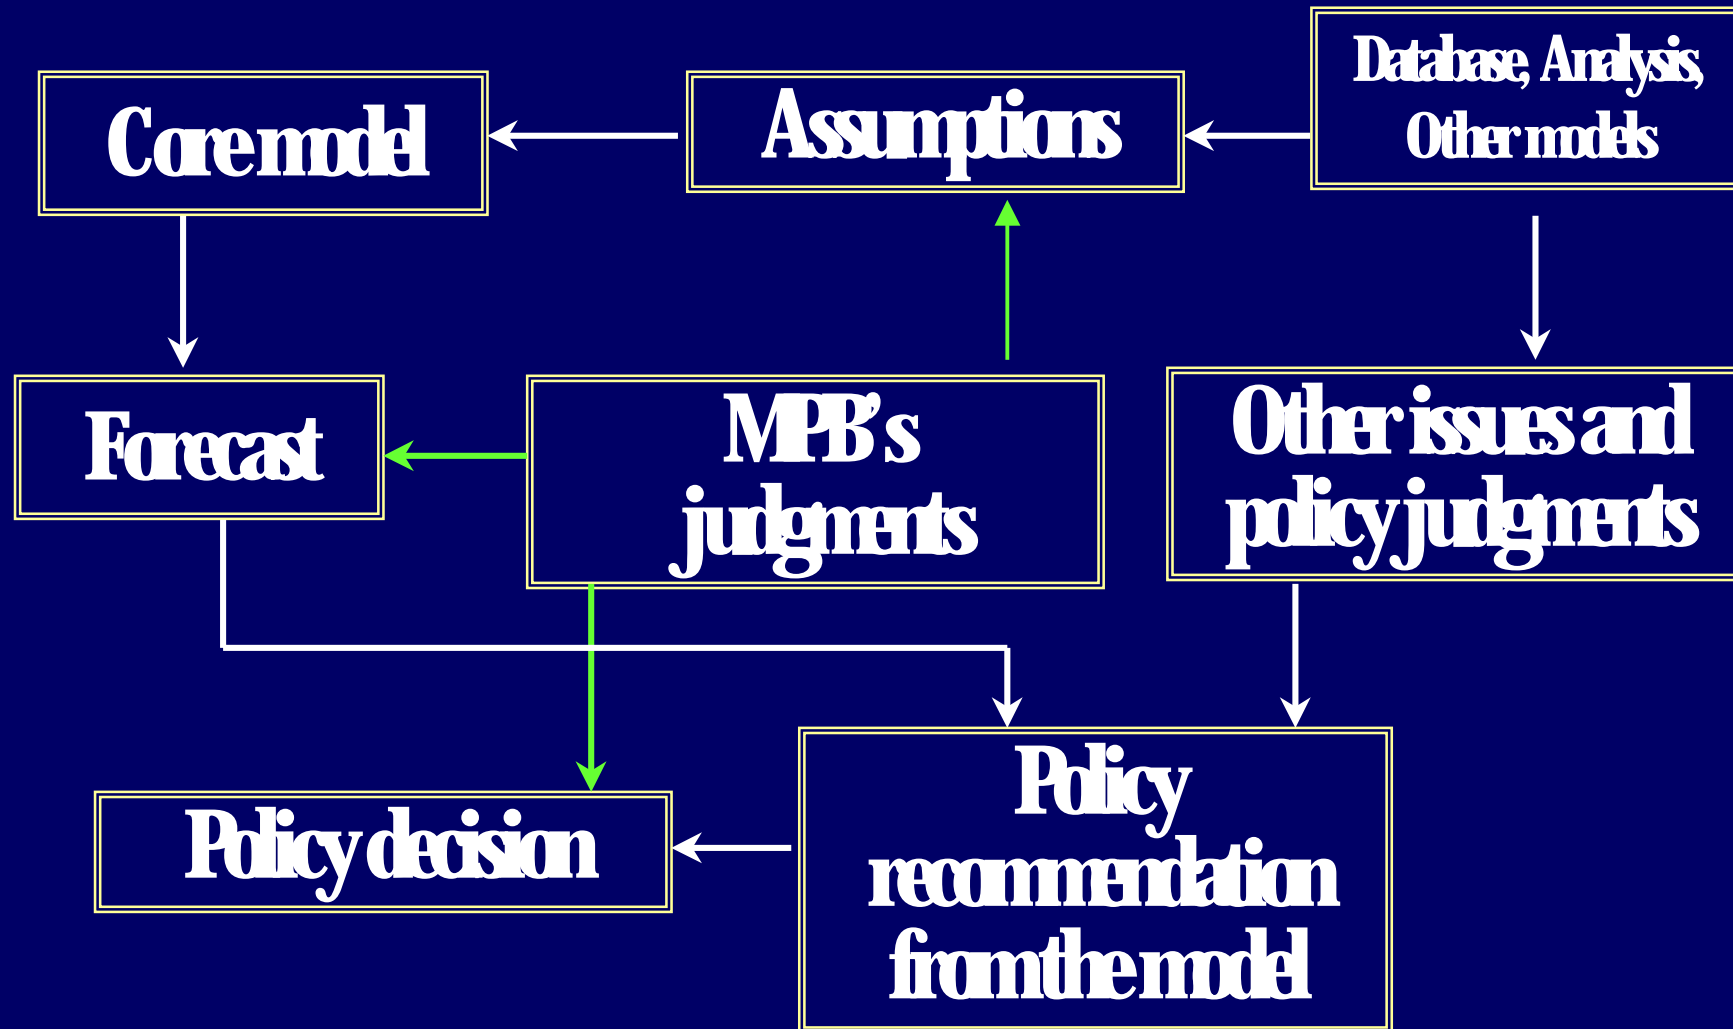 Core model
Assumptions
Database, Analysis,
Other models
Forecast
MPB's
judgments
Other issues and
policy judgments
Policy decision
Policy
recommendation
from the model